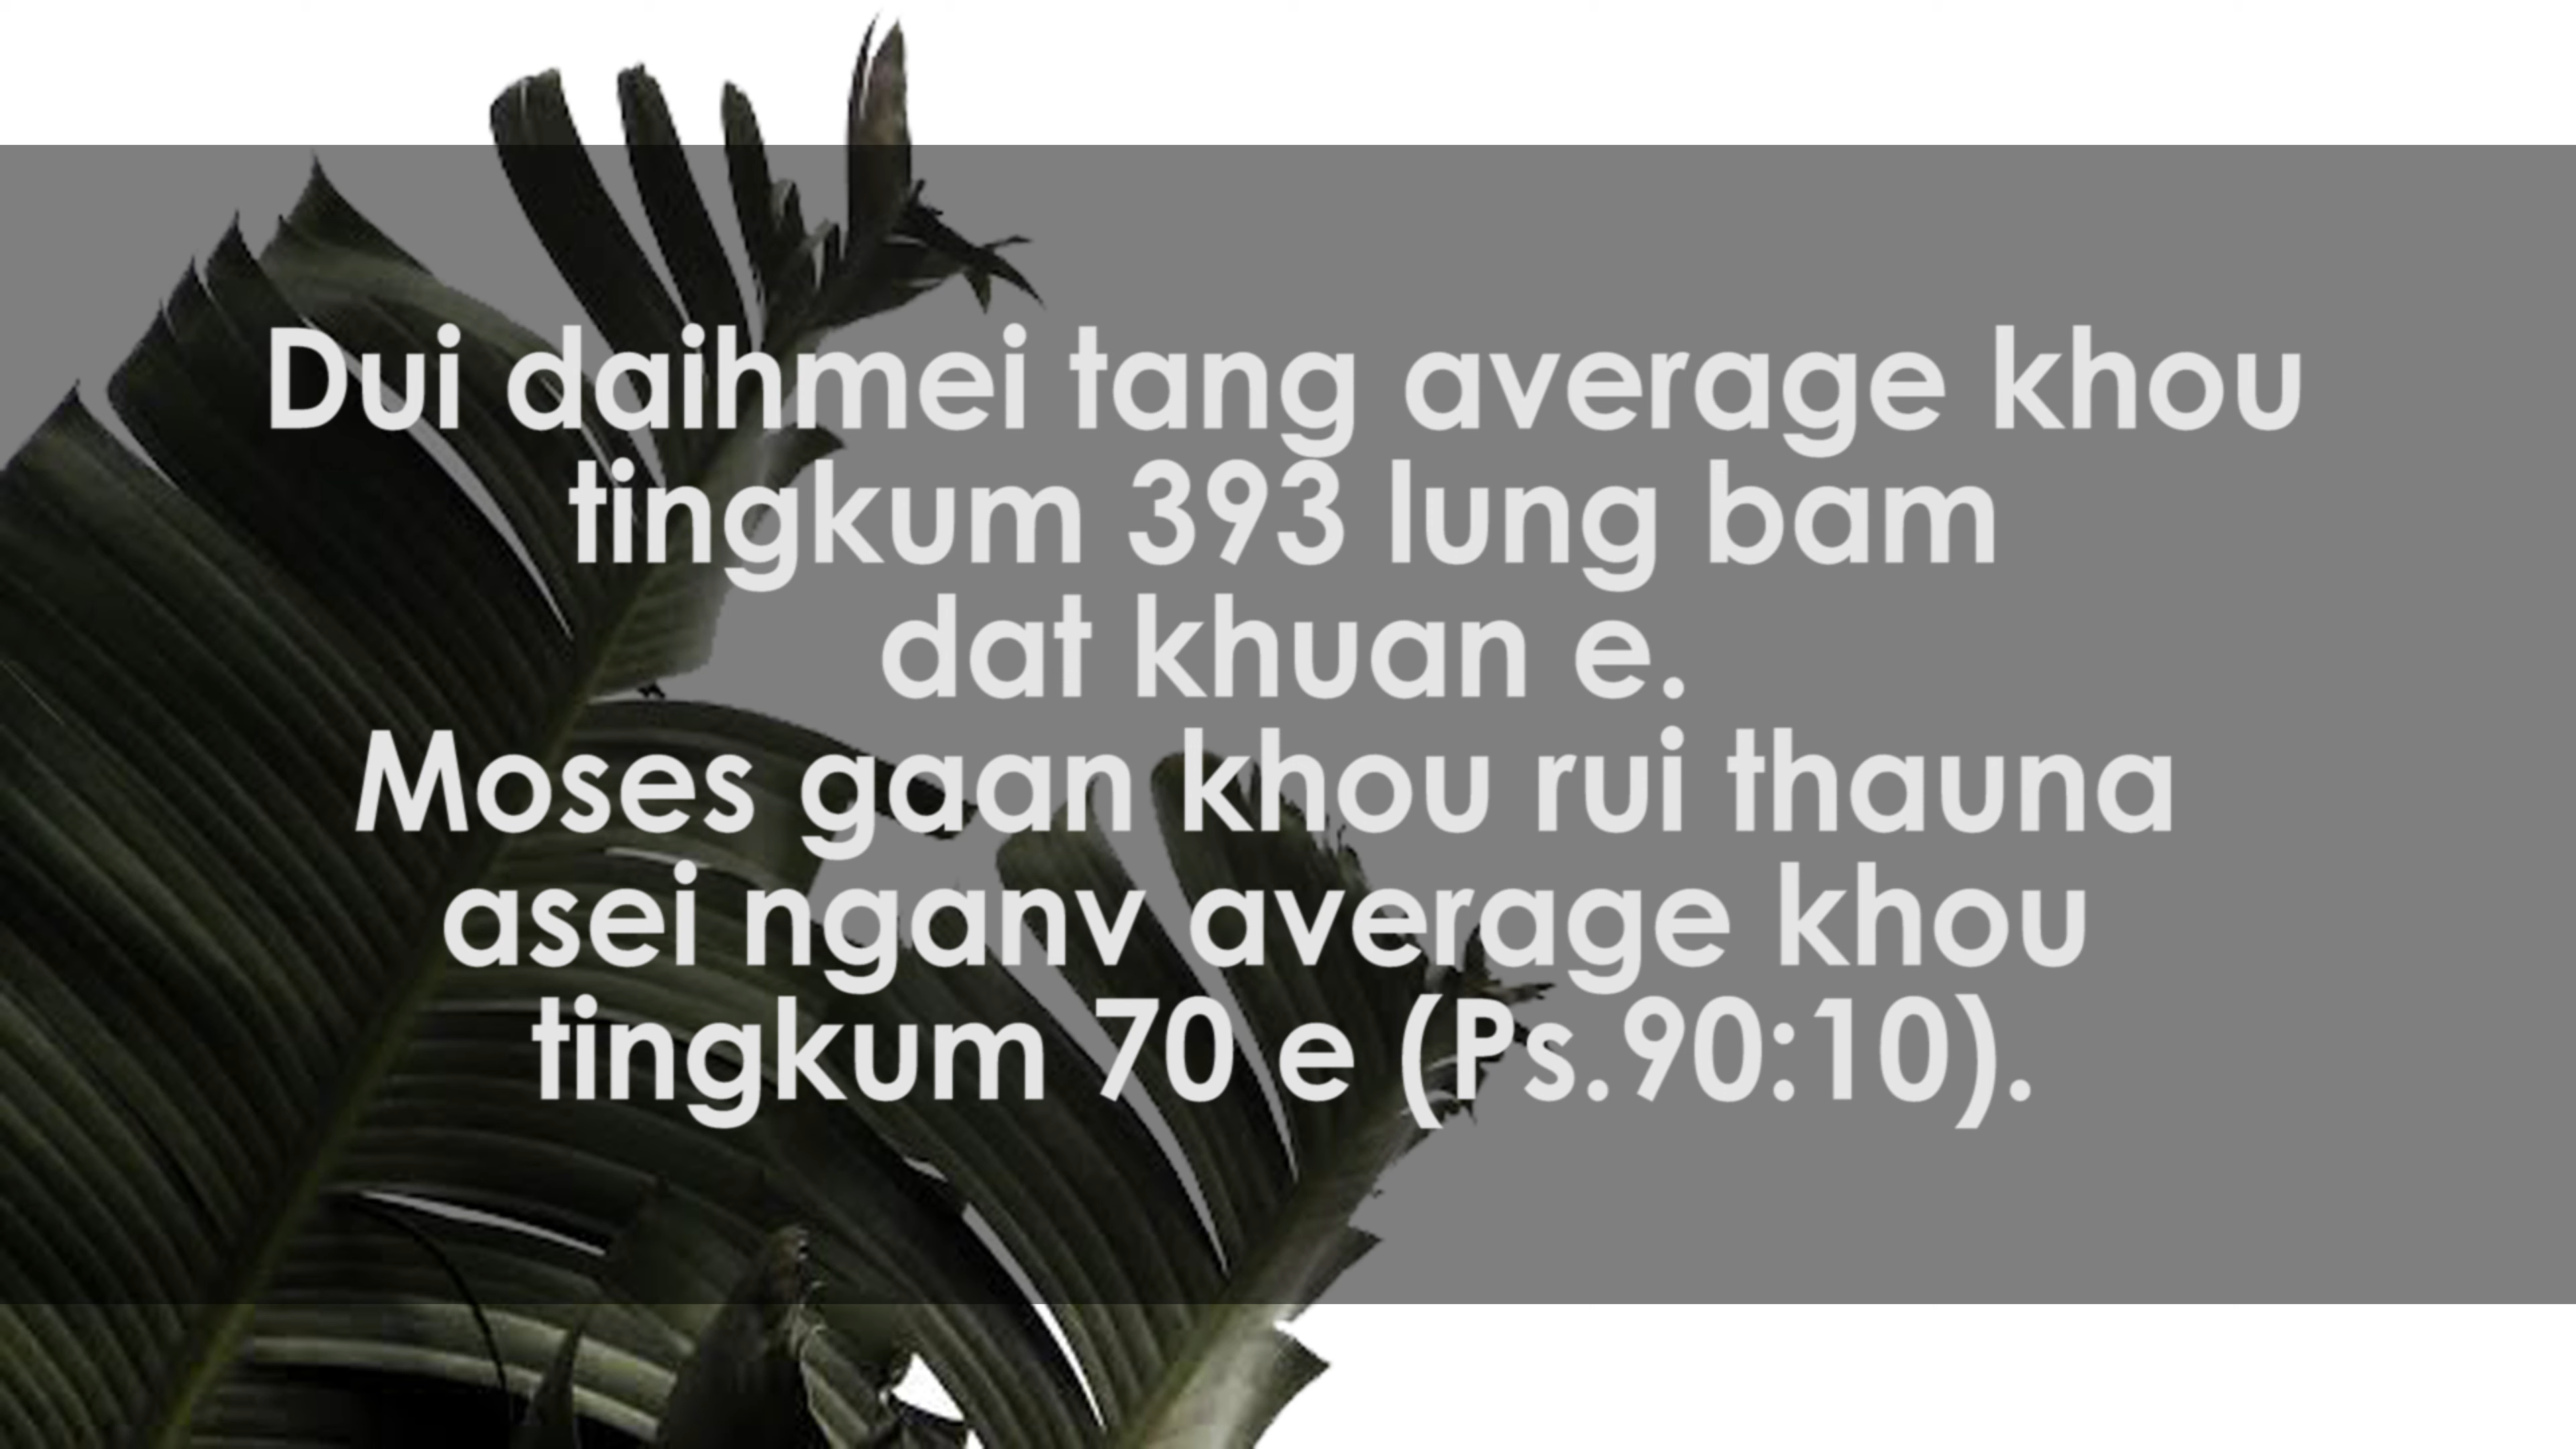 Dui daihmei tang average khou
tingkum 393 lung bam
dat khuan e.
Moses gaan khou rui thauna
asei nganv average khou
tingkum 70 e (Ps.90:10).